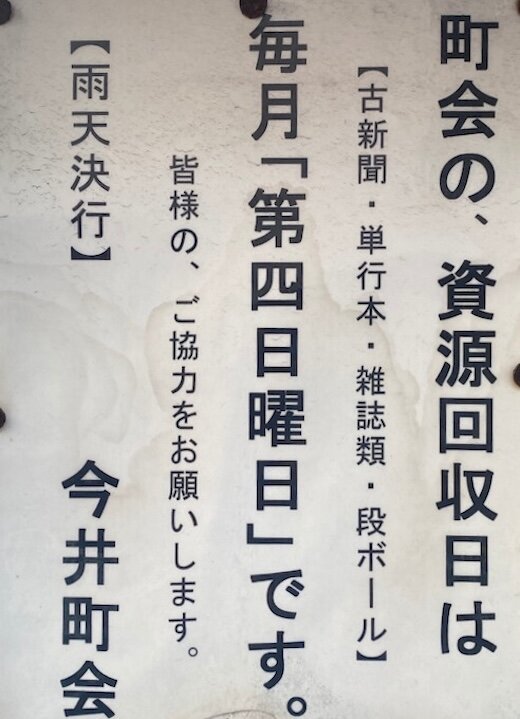 町会の、資源回収日は
【古新聞・単行本・雑誌類・段ボール】
毎月「第四日曜日」です。
皆様の、ご協力をお願いします。
【雨天決行】
今井町会